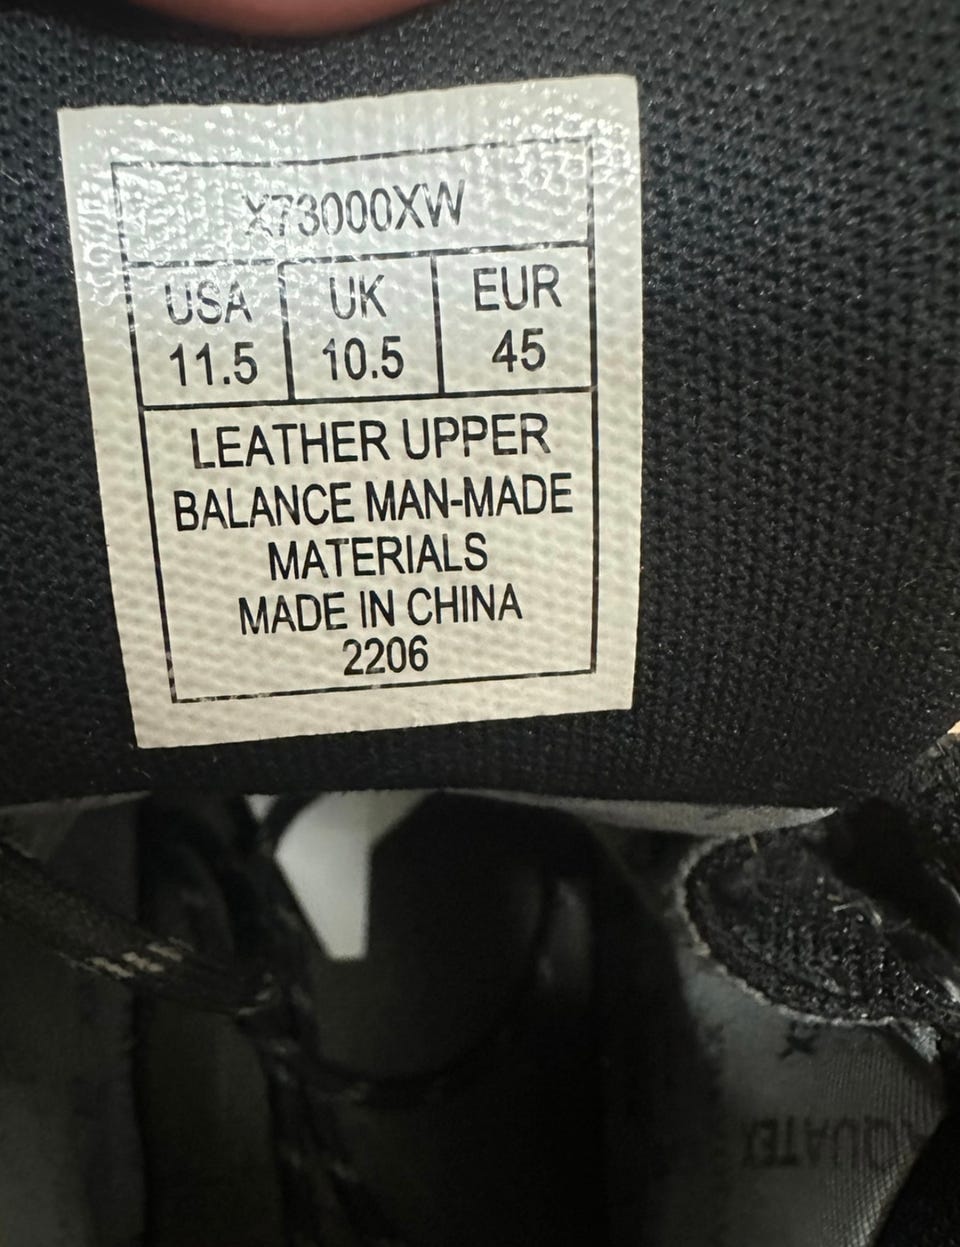 X73000XW
USA UK EUR
11.5 10.5 45
LEATHER UPPER
BALANCE MAN-MADE
MATERIALS
MADE IN CHINA
2206